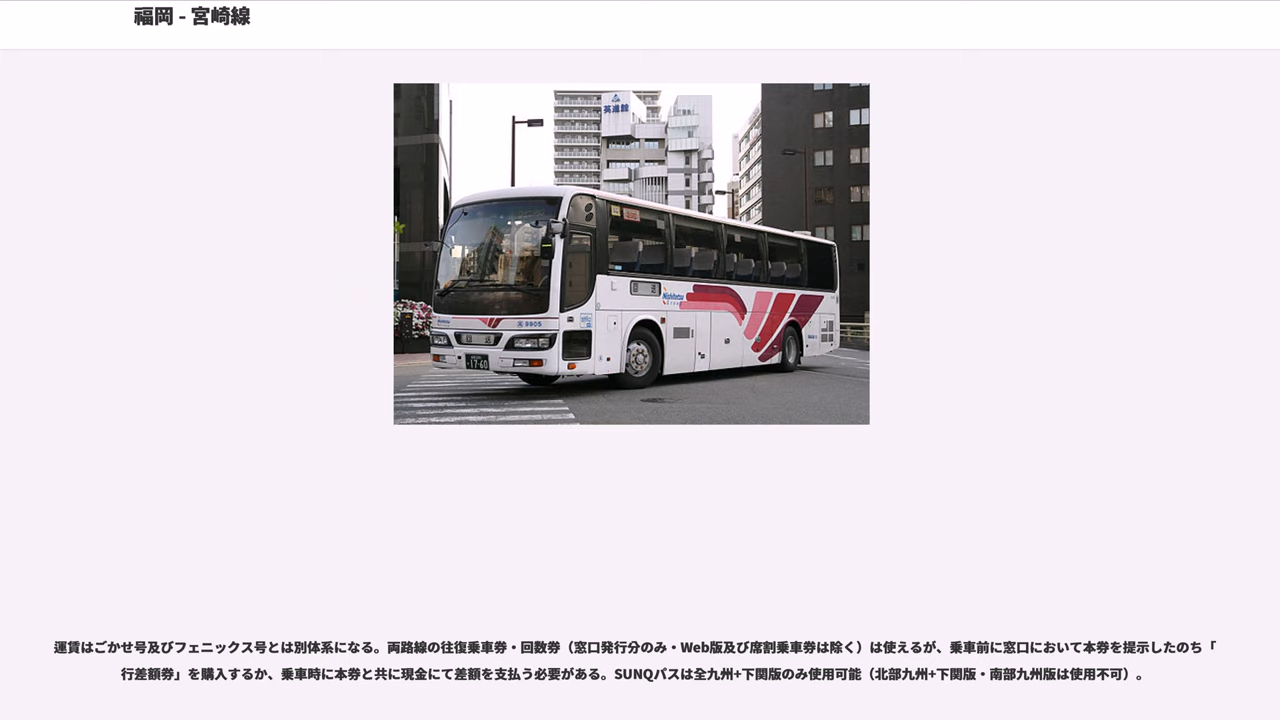 福岡 - 宮崎線
英進館
Nishitetsu
回送
9905
回送
17-60
運賃はごかせ号及びフェニックス号とは別体系になる。両路線の往復乗車券・回数券（窓口発行分のみ・Web版及び席割乗車券は除く）は使えるが、乗車前に窓口において本券を提示したのち「
行差額券」を購入するか、乗車時に本券と共に現金にて差額を支払う必要がある。SUNQパスは全九州+下関版のみ使用可能（北部九州+下関版・南部九州版は使用不可）。